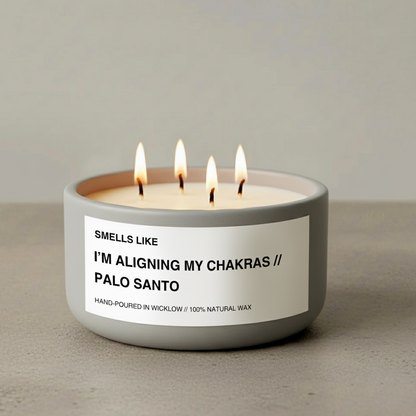 SMELLS LIKE
I'M ALIGNING MY CHAKRAS //
PALO SANTO
HAND-POURED IN WICKLOW // 100% NATURAL WAX